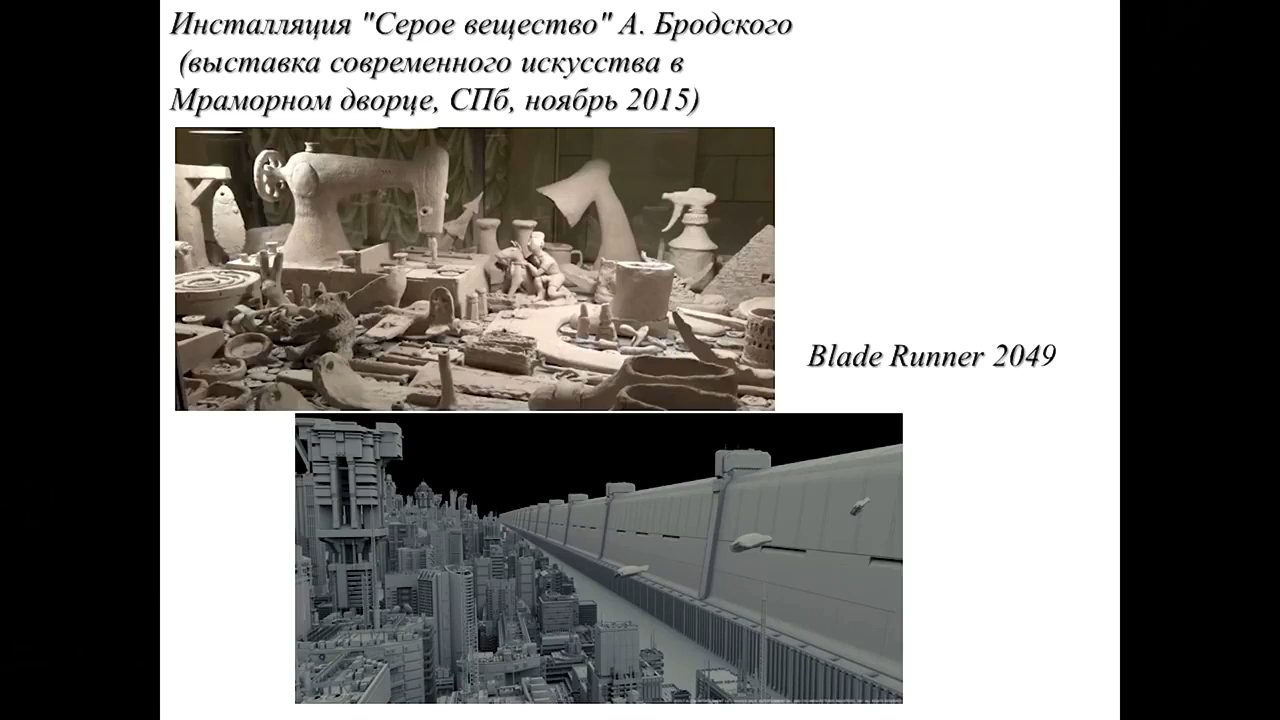 Инсталляция "Серое вещество" А. Бродского
(выставка современного искусства в
Мраморном дворце, СПб, ноябрь 2015)
Blade Runner 2049